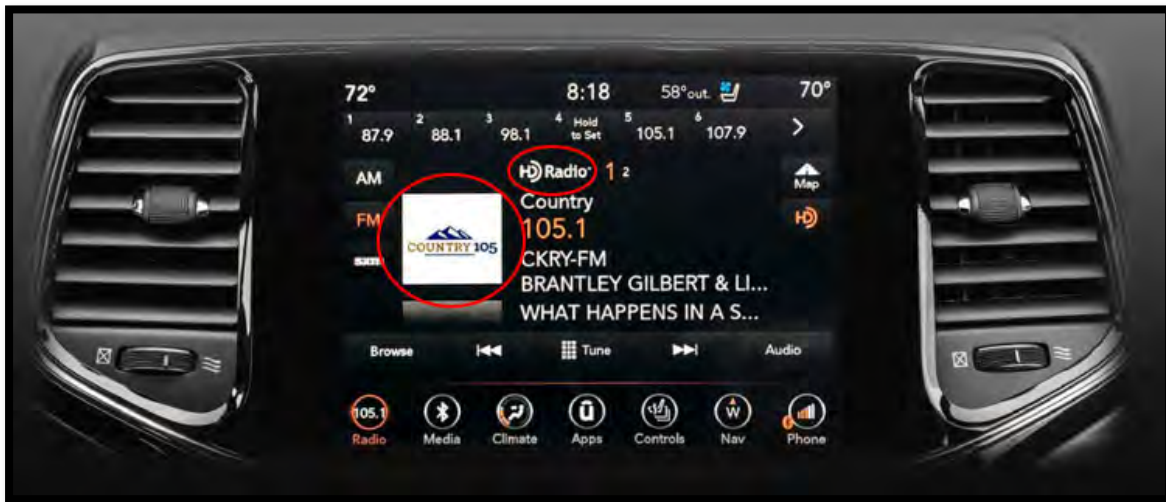 72° 8:18 58°out. 70°
1 87.9 2 88.1 3 98.1 4 Hold to Set 5 105.1 6 107.9 >
HD Radio 1 2
AM
Map
Country
FM 105.1 HD
COUNTRY 105
CKRY-FM
BRANTLEY GILBERT & LI...
WHAT HAPPENS IN A S...
Browse Tune Audio
105.1 W
Radio Media Climate Apps Controls Nav Phone